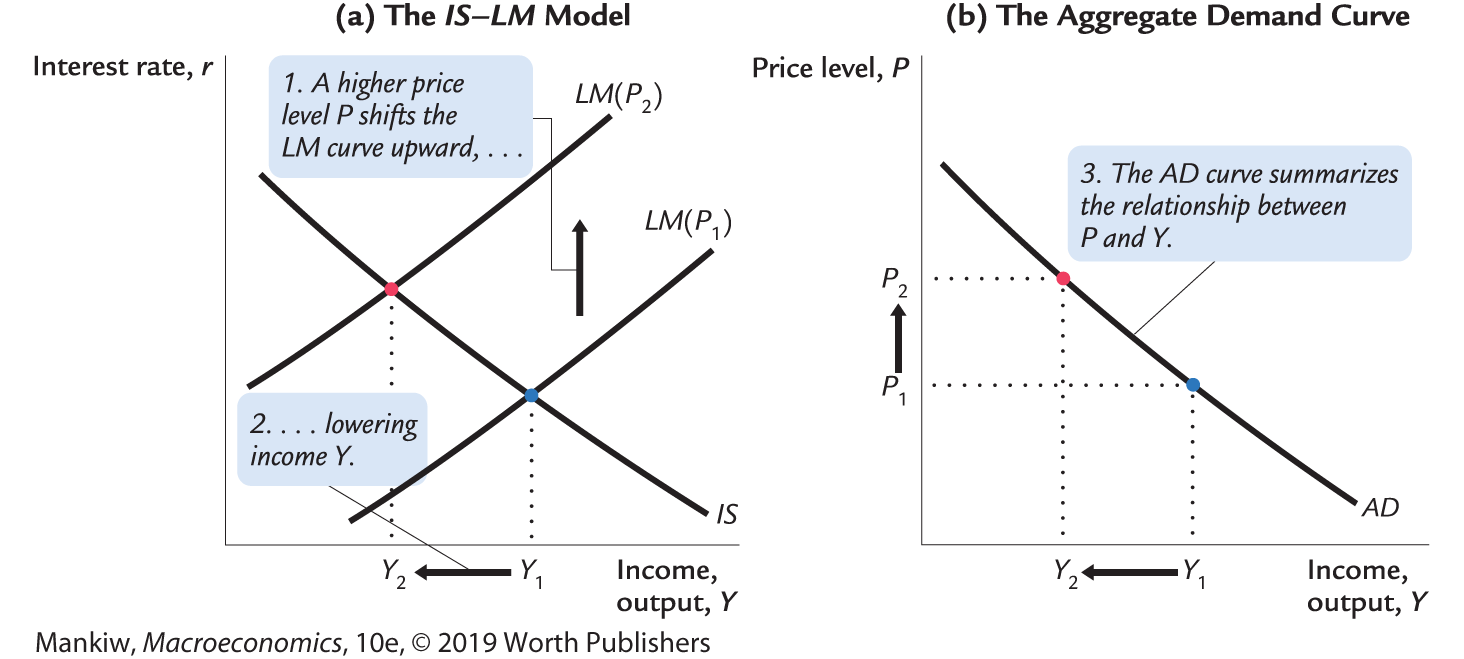 (a) The IS–LM Model
Interest rate, r
1. A higher price
level P shifts the
LM curve upward, . . .
LM(P2)
LM(P1)
2. . . . lowering
income Y.
IS
Y2
Y1
Income,
output, Y
(b) The Aggregate Demand Curve
Price level, P
3. The AD curve summarizes
the relationship between
P and Y.
P2
P1
AD
Y2
Y1
Income,
output, Y
Mankiw, Macroeconomics, 10e, © 2019 Worth Publishers